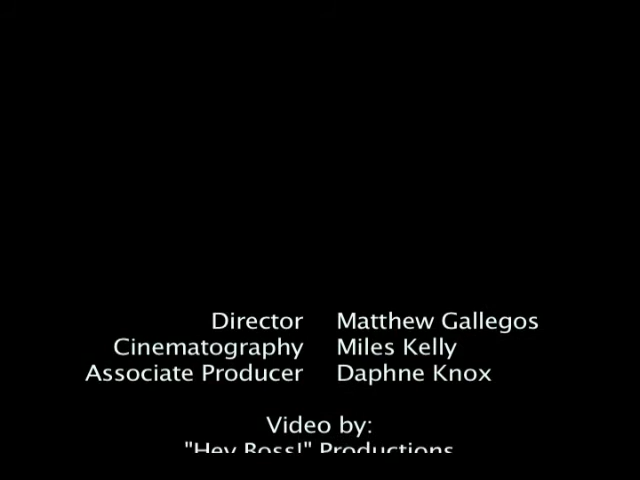 Director Matthew Gallegos
Cinematography Miles Kelly
Associate Producer Daphne Knox
Video by:
"Hey Boss!" Productions